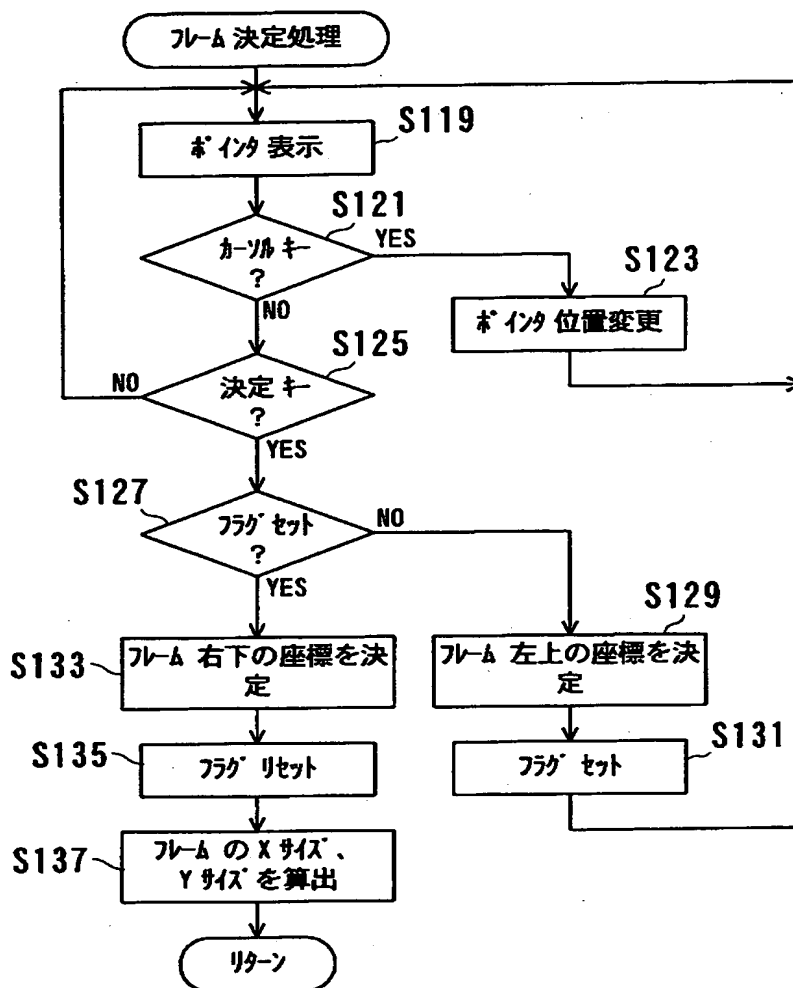 フレーム 決定処理
S119
ポインタ 表示
S121
カーソル キー
?
YES
NO
S123
ポインタ 位置変更
S125
決定 キー
?
NO
YES
S127
フラグ セット
?
NO
YES
S129
フレーム 左上の座標を決
定
S133
フレーム 右下の座標を決
定
S131
フラグ セット
S135
フラグ リセット
S137
フレーム の X サイズ、
Y サイズ を算出
リターン